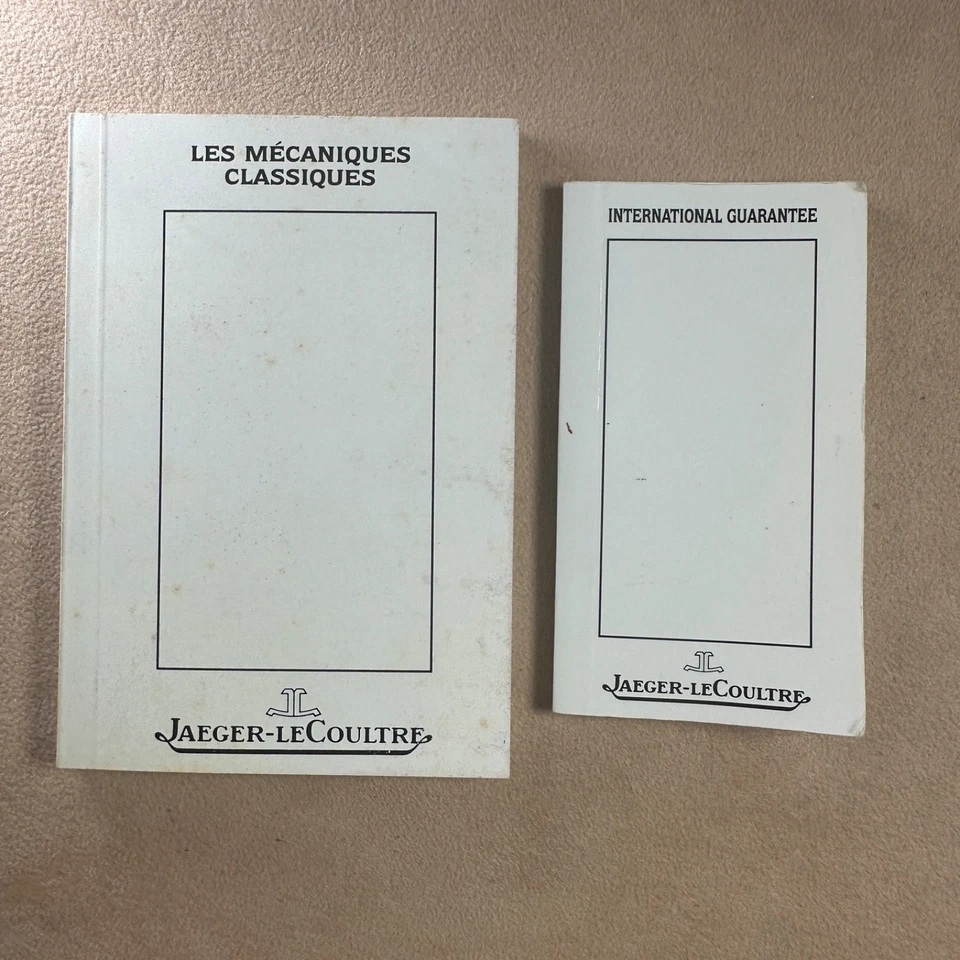 LES MÉCANIQUES
CLASSIQUES
JAEGER-LECOULTRE
INTERNATIONAL GUARANTEE
JAEGER-LECOULTRE